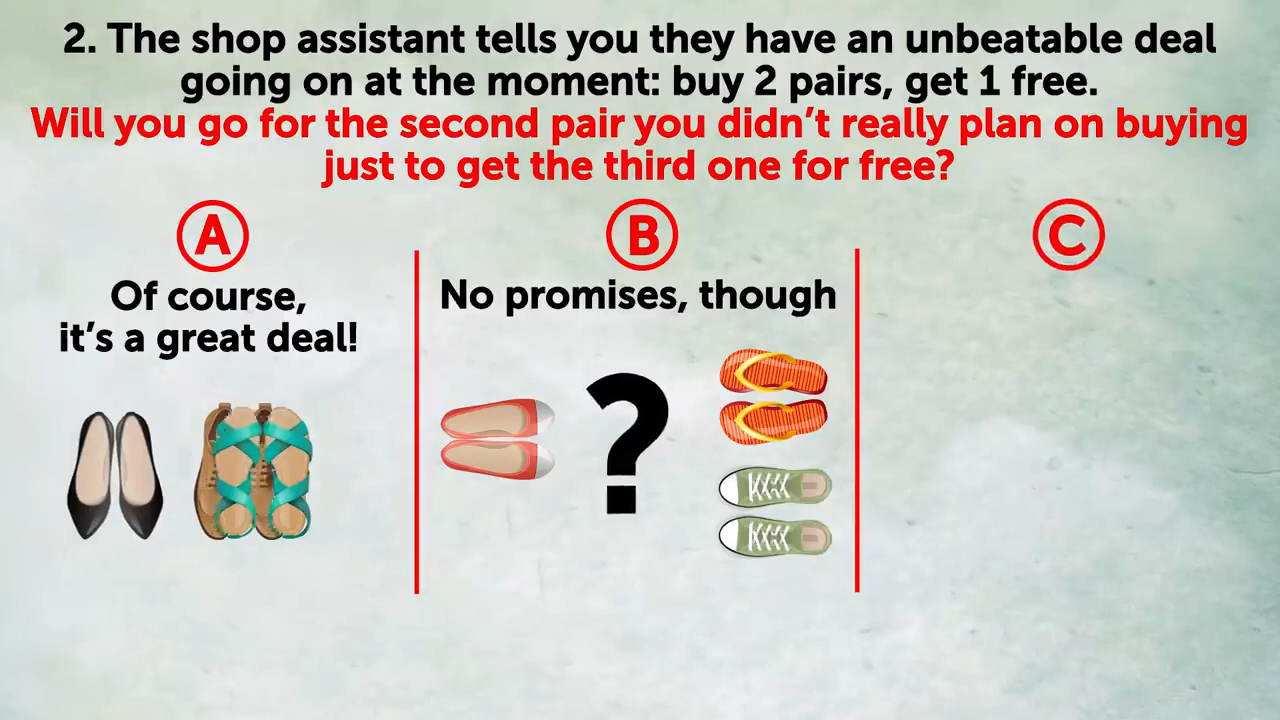 2. The shop assistant tells you they have an unbeatable deal
going on at the moment: buy 2 pairs, get 1 free.
Will you go for the second pair you didn't really plan on buying
just to get the third one for free?
A
Of course,
it's a great deal!
B
No promises, though
?
C